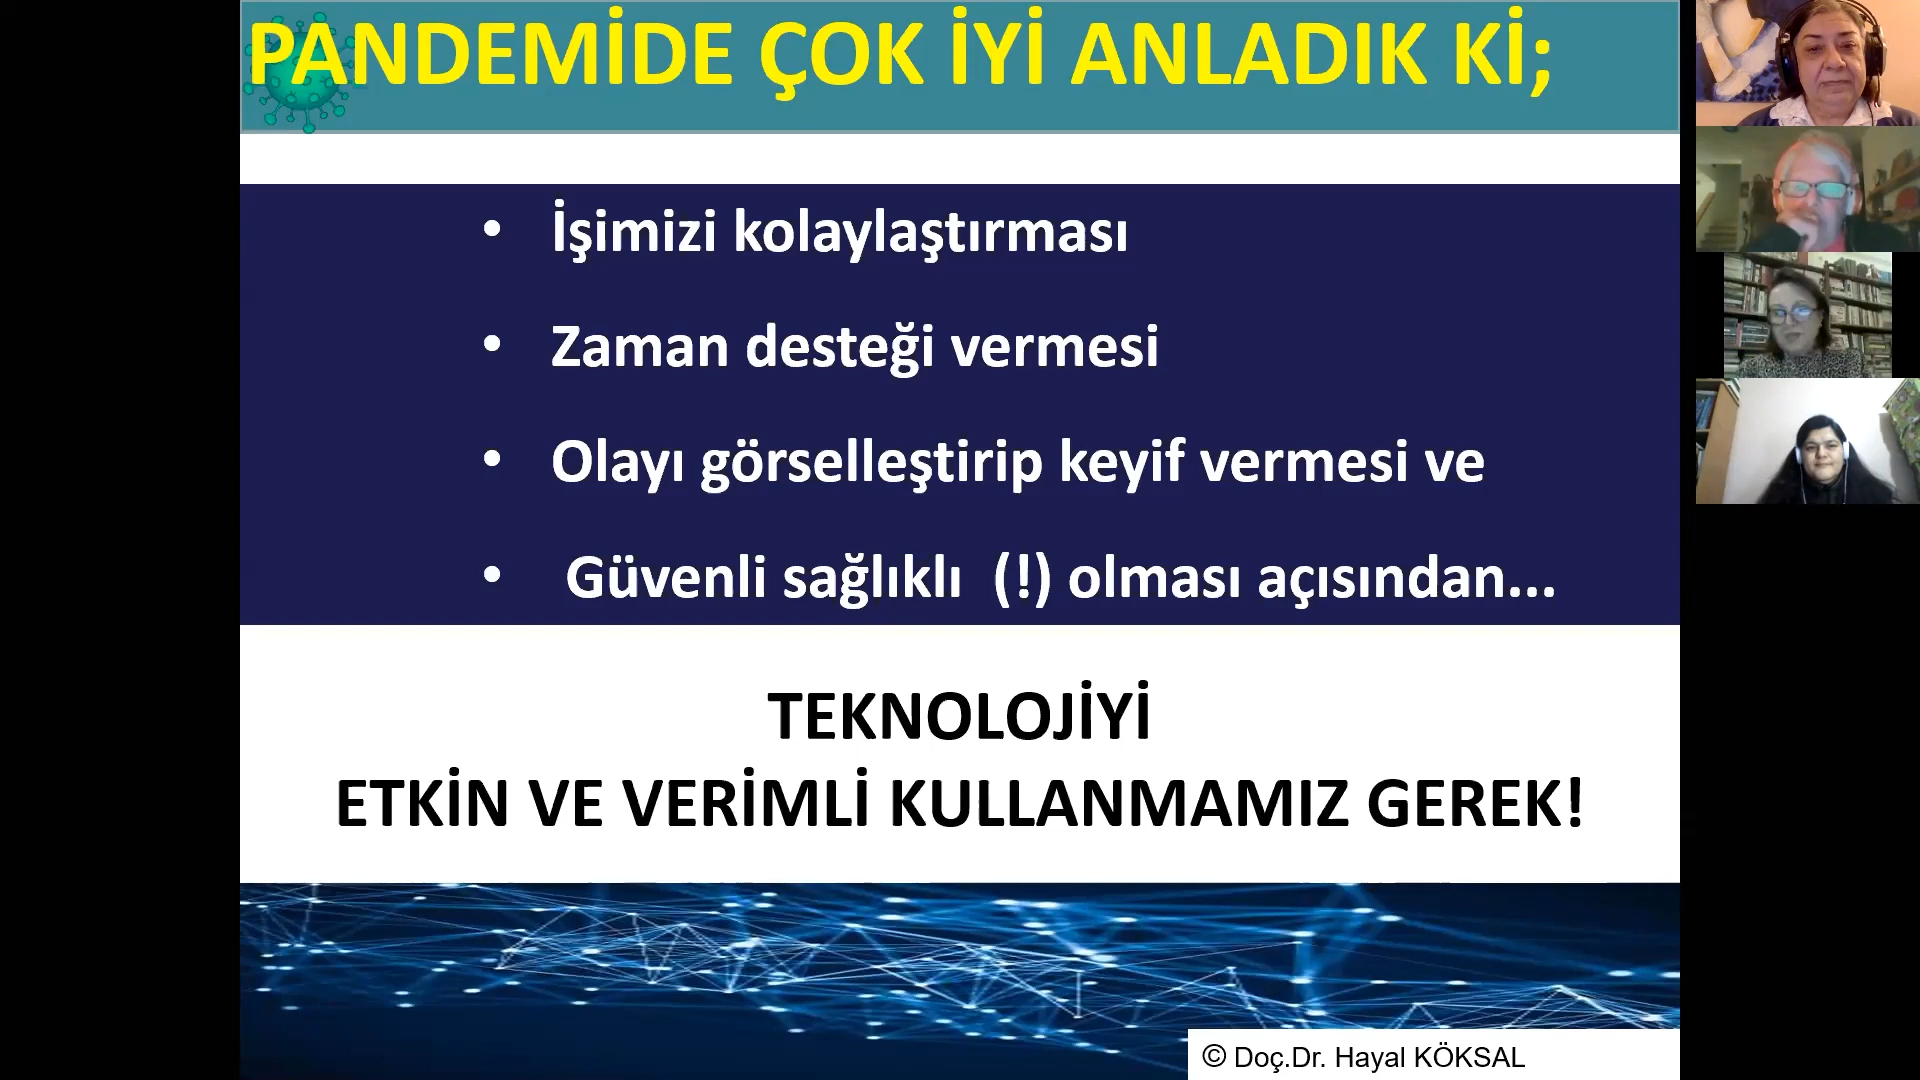 PANDEMİDE ÇOK İYİ ANLADIK Kİ;
• İşimizi kolaylaştırması
• Zaman desteği vermesi
• Olayı görselleştirip keyif vermesi ve
• Güvenli sağlıklı (!) olması açısından...
TEKNOLOJİYİ
ETKİN VE VERİMLİ KULLANMAMIZ GEREK!
© Doç.Dr. Hayal KÖKSAL